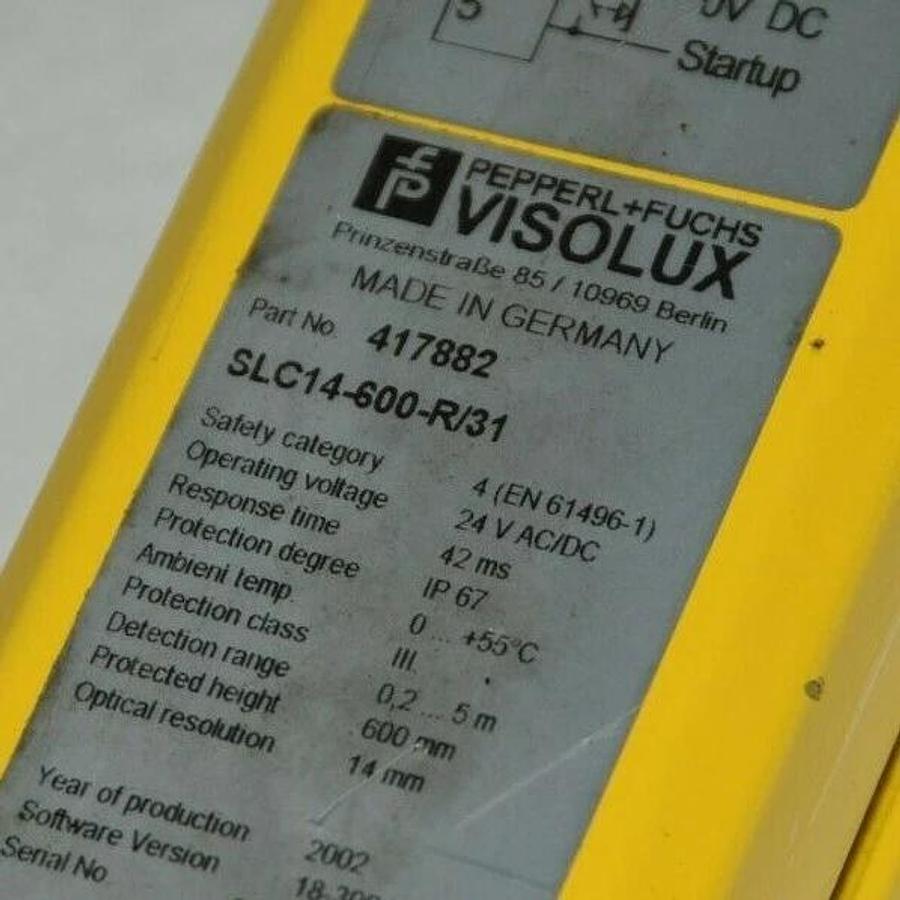 5
0V DC
Startup
PEPPERL+FUCHS
VISOLUX
Prinzenstraße 85 / 10969 Berlin
MADE IN GERMANY
Part No. 417882
SLC14-600-R/31
Safety category 4 (EN 61496-1)
Operating voltage 24 V AC/DC
Response time 42 ms
Protection degree IP 67
Ambient temp. 0 ... +55°C
Protection class III
Detection range 0,2 ... 5 m
Protected height 600 mm
Optical resolution 14 mm
Year of production 2002
Software Version
Serial No